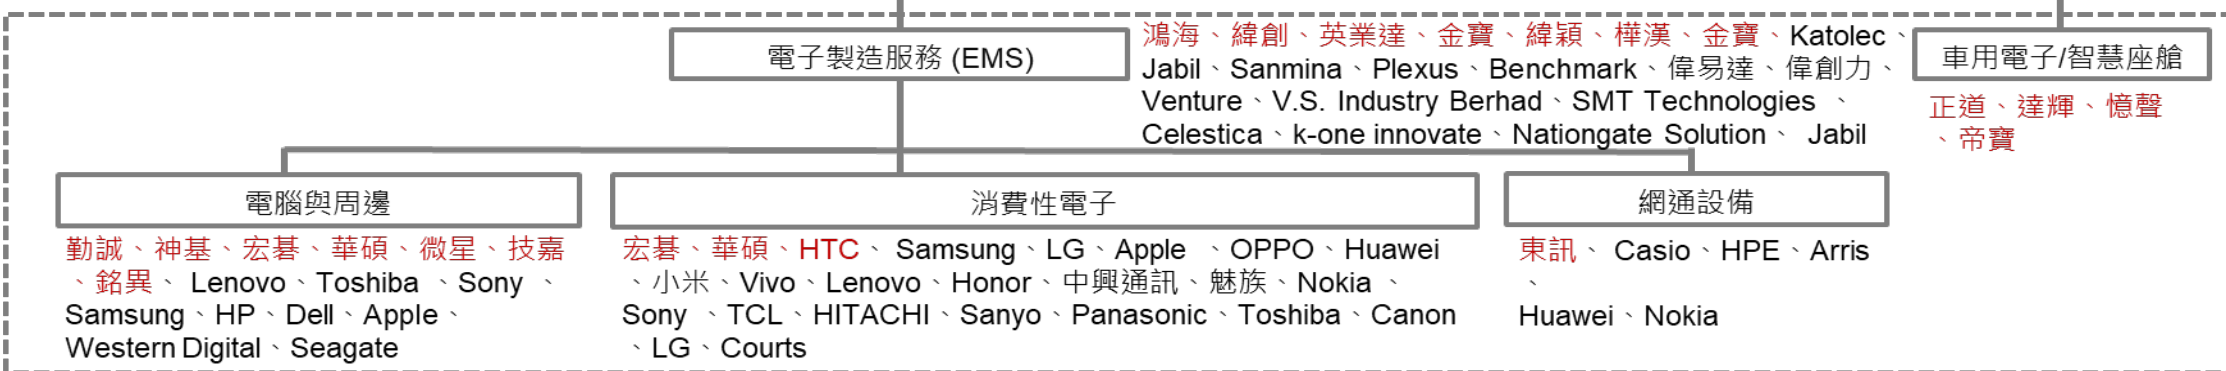 電子製造服務 (EMS)
鴻海、緯創、英業達、金寶、緯穎、樺漢、金寶、Katolec、
Jabil、Sanmina、Plexus、Benchmark、偉易達、偉創力、
Venture、V.S. Industry Berhad、SMT Technologies 、
Celestica、k-one innovate、Nationgate Solution、 Jabil
車用電子/智慧座艙
正道、達輝、憶聲
、帝寶
電腦與周邊
勤誠、神基、宏碁、華碩、微星、技嘉
、銘異、 Lenovo、Toshiba 、Sony 、
Samsung、HP、Dell、Apple、
Western Digital、Seagate
消費性電子
宏碁、華碩、HTC、 Samsung、LG、Apple 、OPPO、Huawei
、小米、Vivo、Lenovo、Honor、中興通訊、魅族、Nokia 、
Sony 、TCL、HITACHI、Sanyo、Panasonic、Toshiba、Canon
、LG、Courts
網通設備
東訊、 Casio、HPE、Arris
、
Huawei、Nokia